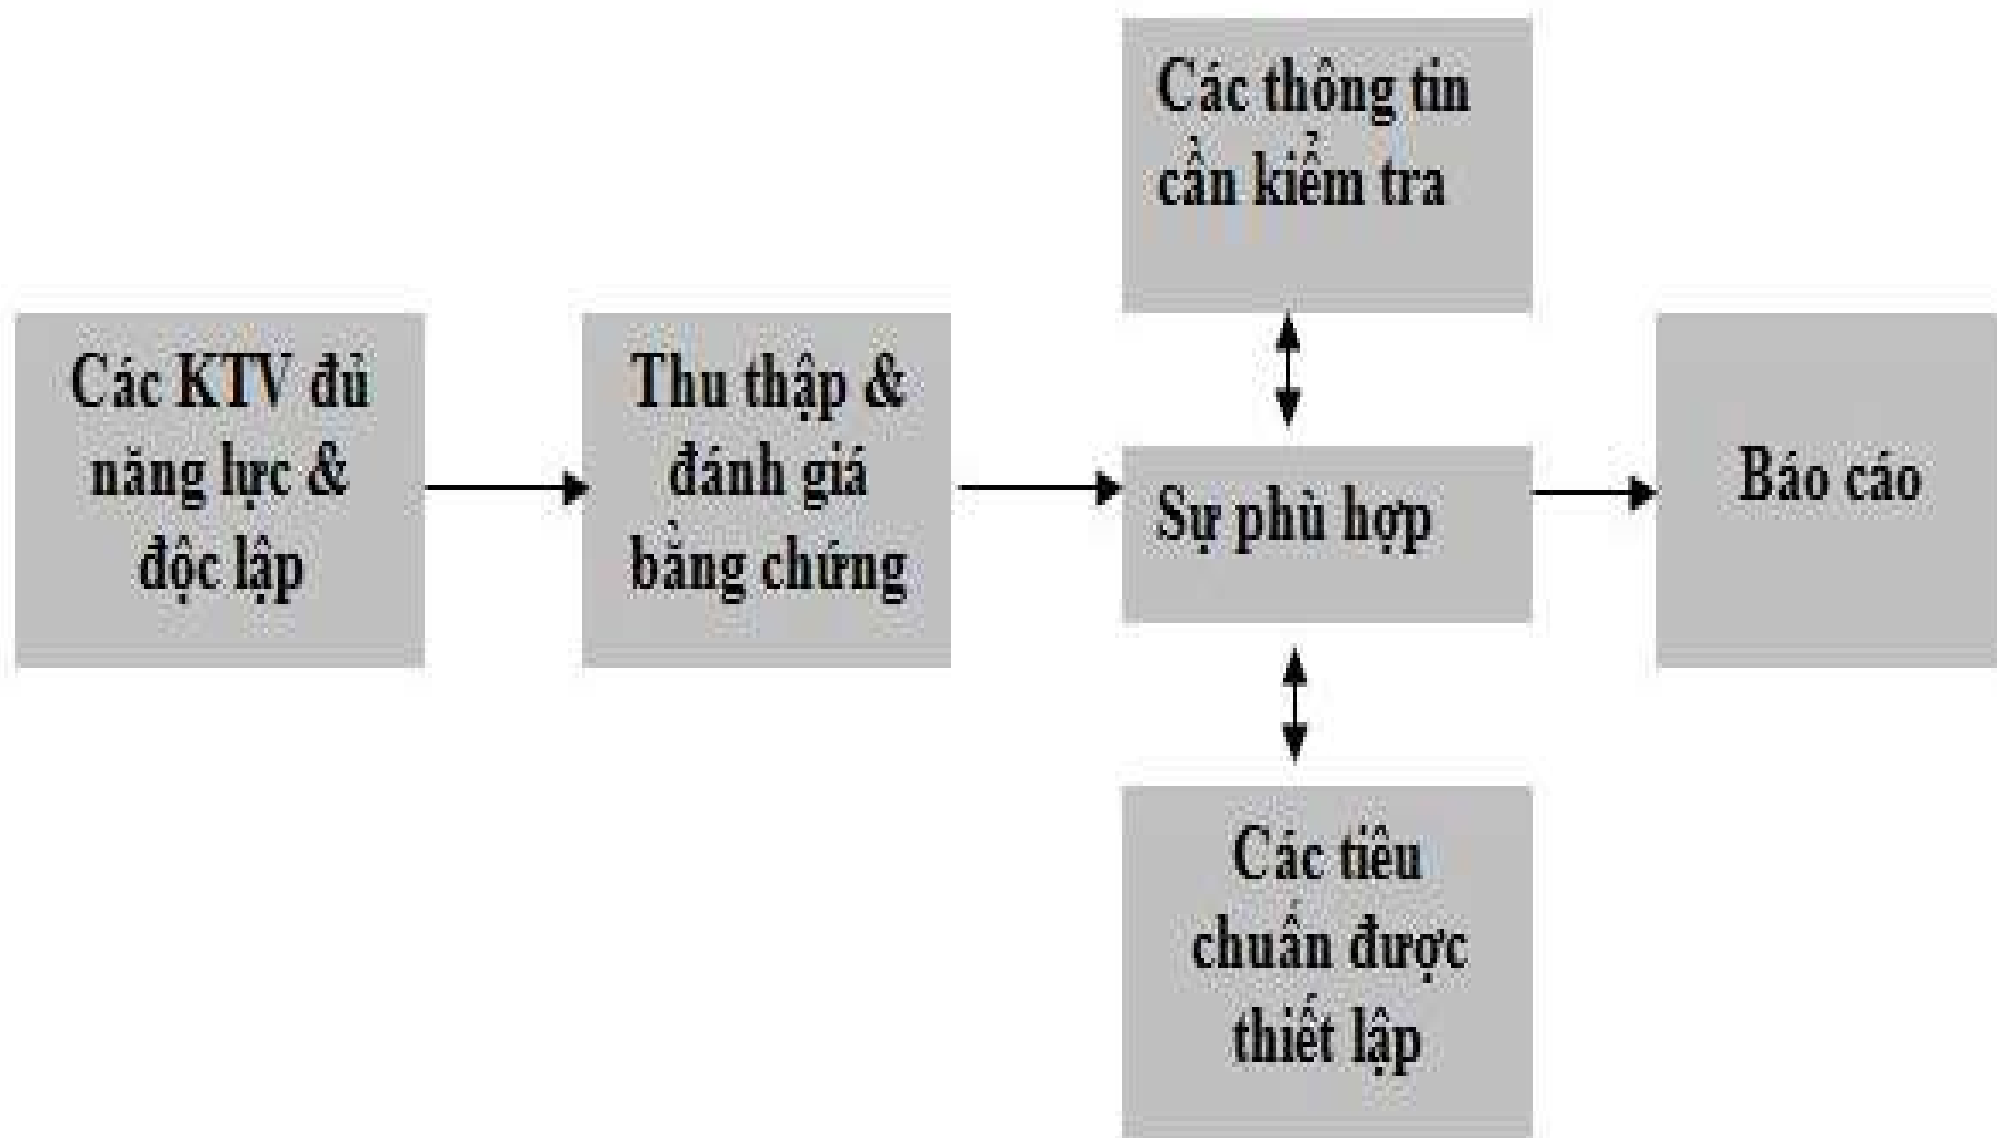 Các thông tin
cần kiểm tra
Các KTV đủ
năng lực &
độc lập
Thu thập &
đánh giá
bằng chứng
Sự phù hợp
Báo cáo
Các tiêu
chuẩn được
thiết lập